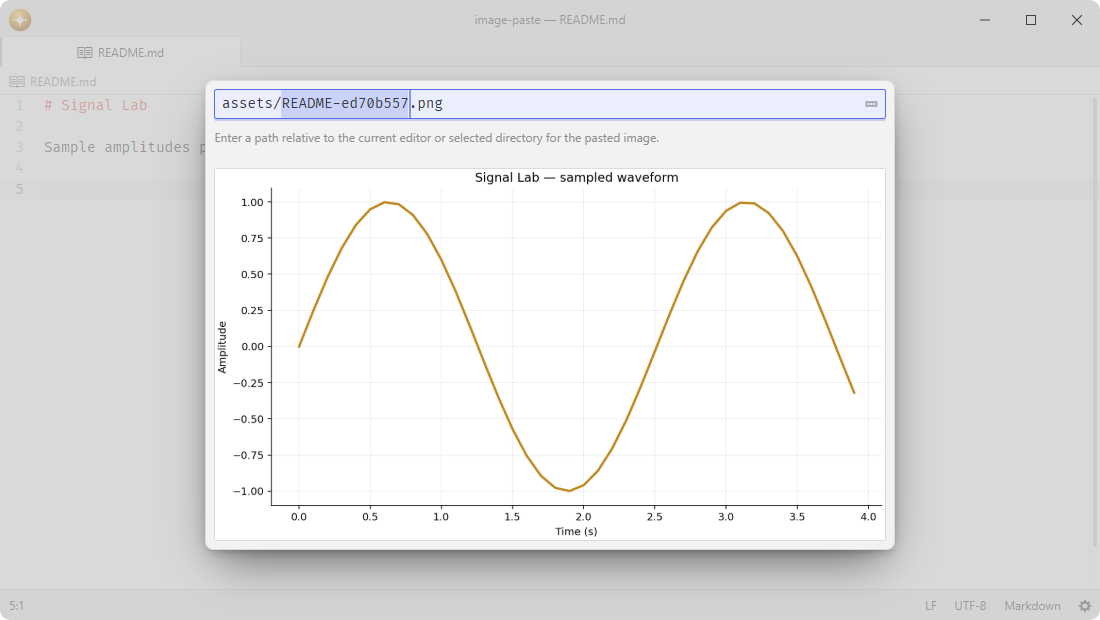 image-paste — README.md
README.md
README.md
1 # Signal Lab
2
3 Sample amplitudes
4
5
assets/README-ed70b557.png
Enter a path relative to the current editor or selected directory for the pasted image.
Signal Lab — sampled waveform
1.00
0.75
0.50
0.25
0.00
−0.25
−0.50
−0.75
−1.00
Amplitude
0.0 0.5 1.0 1.5 2.0 2.5 3.0 3.5 4.0
Time (s)
5:1 LF UTF-8 Markdown